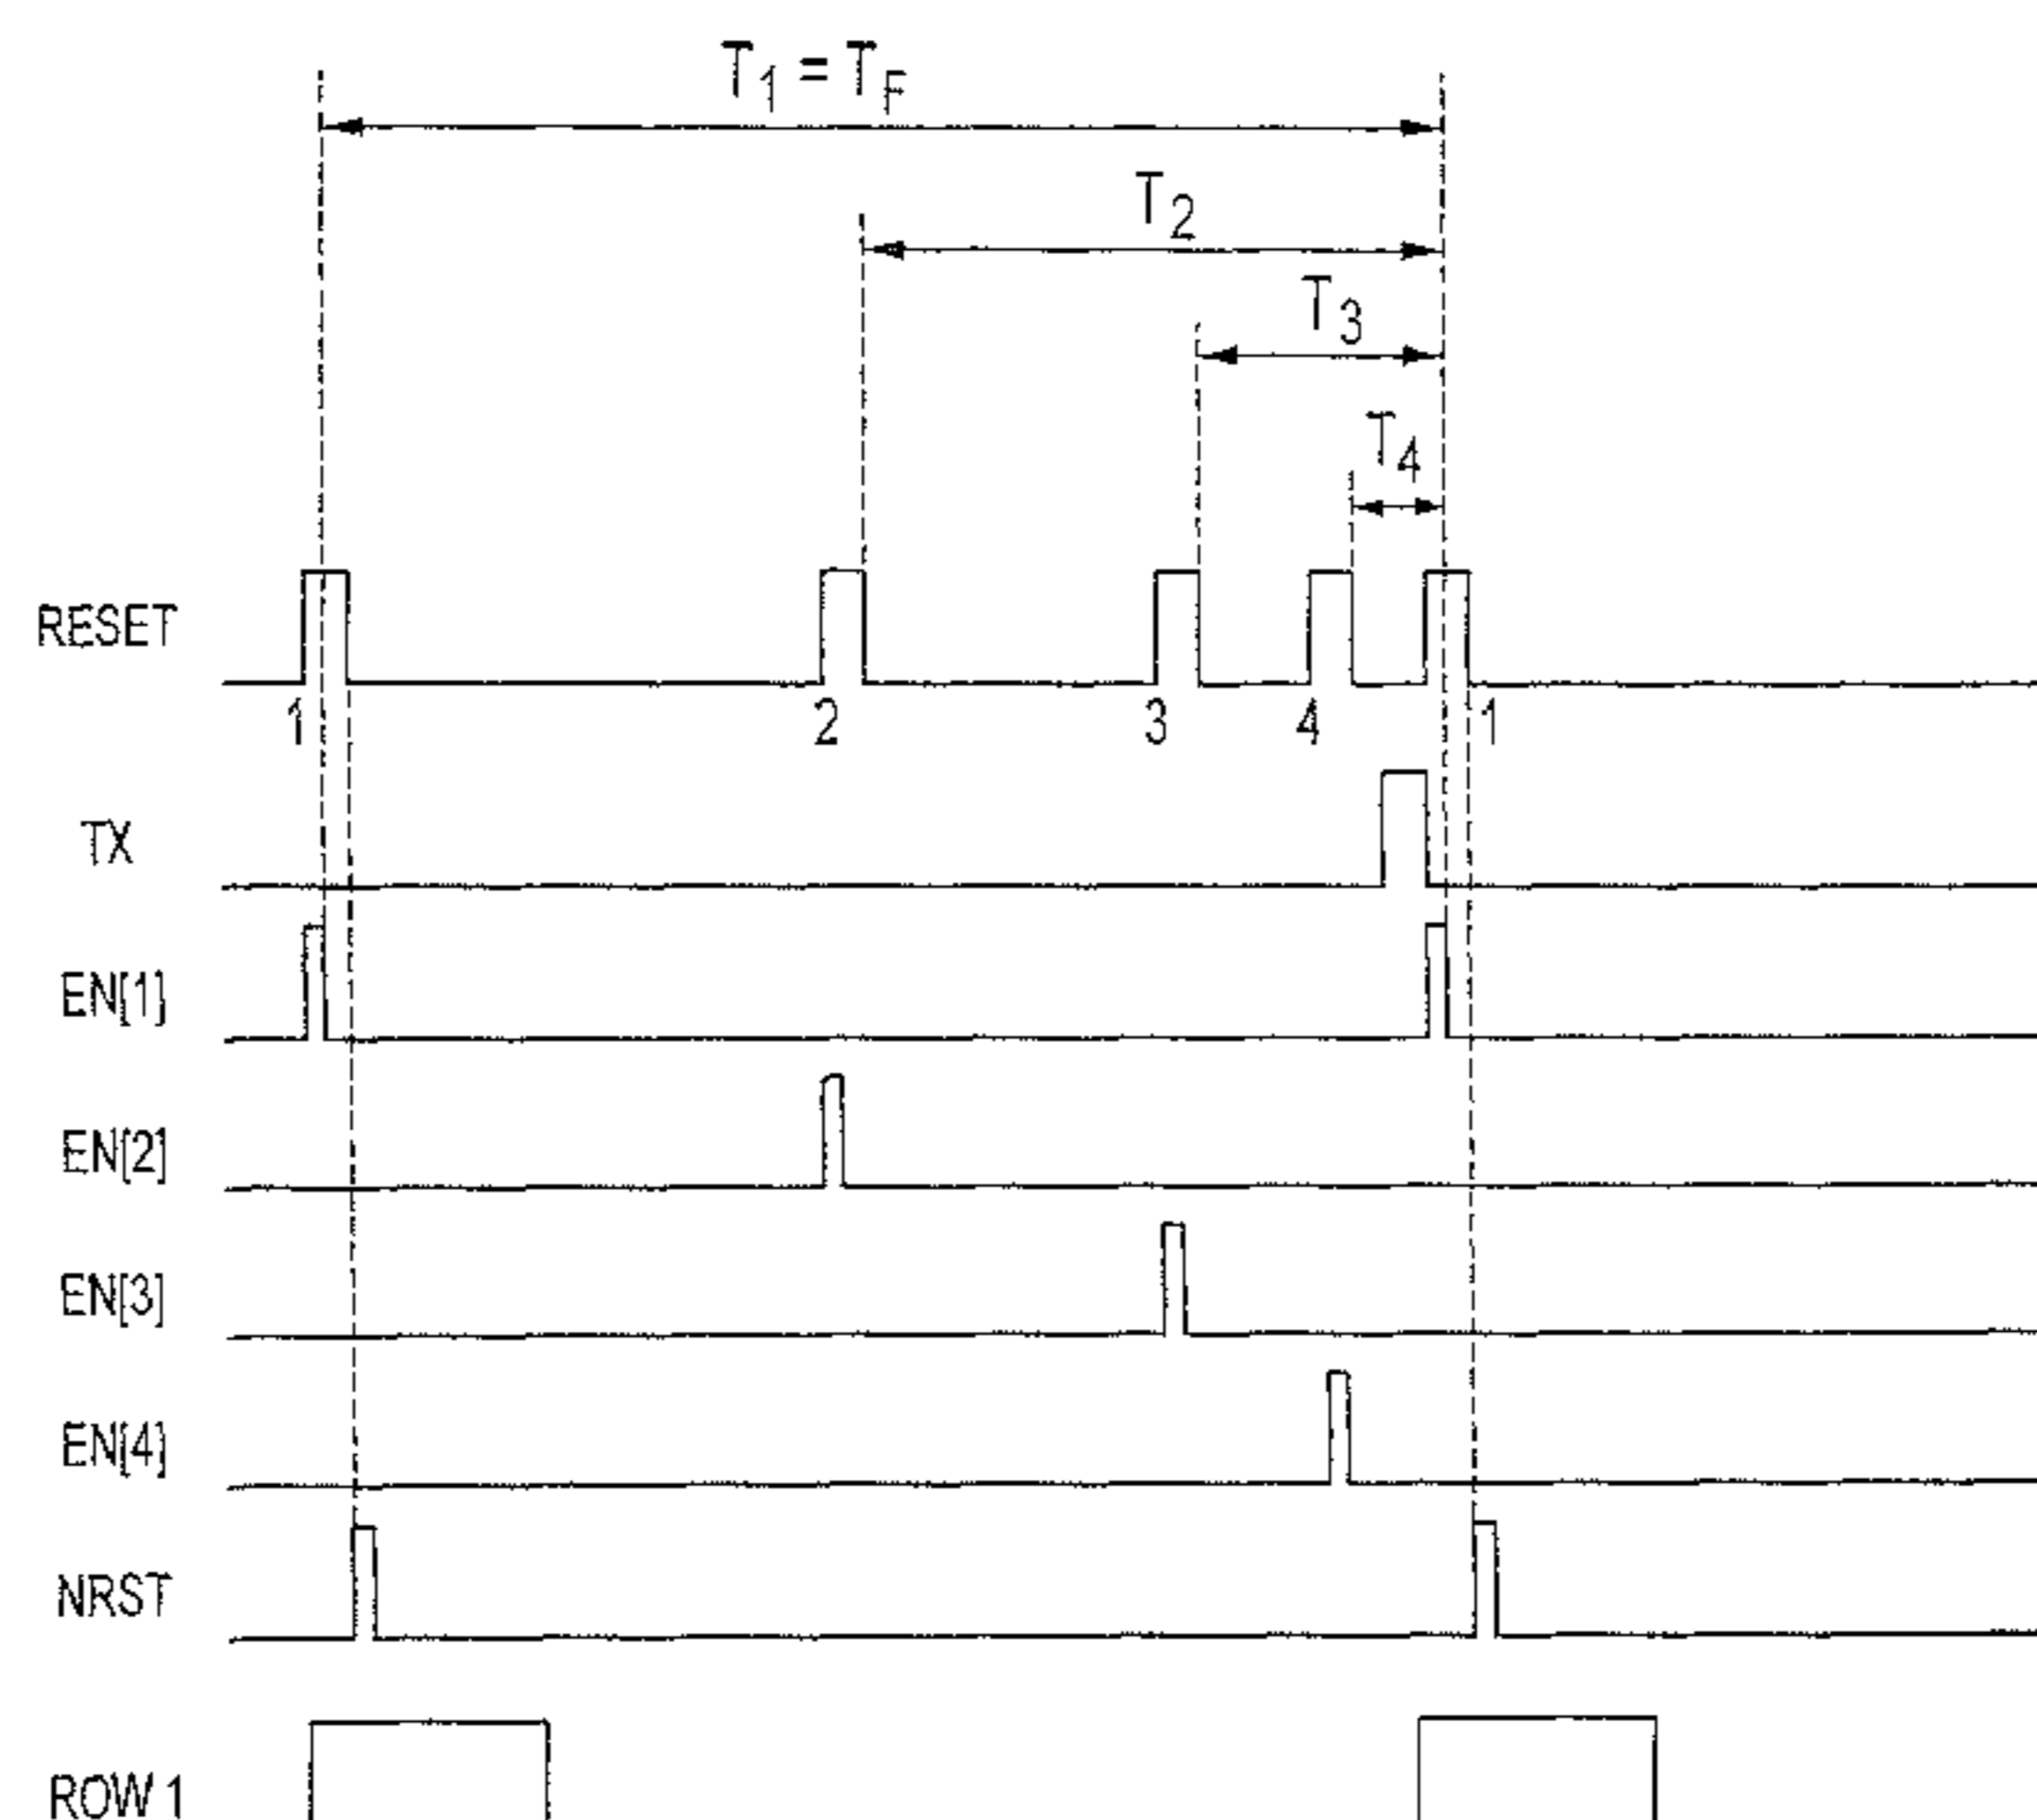 T1 = TF
T2
T3
T4
RESET
1 2 3 4 1
TX
EN[1]
EN[2]
EN[3]
EN[4]
NRST
ROW 1